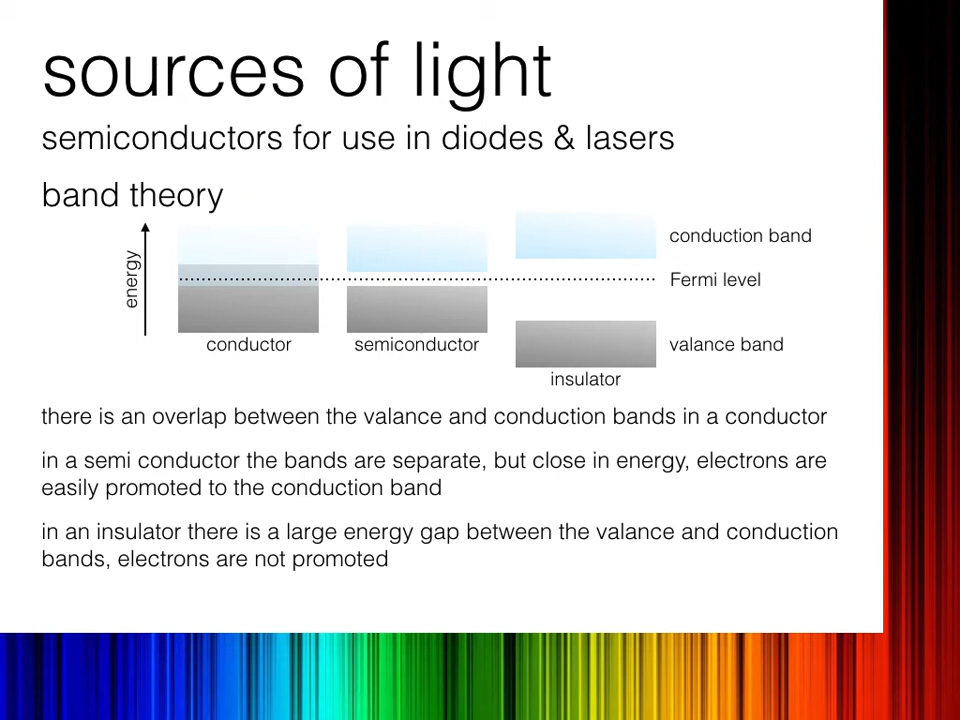 sources of light
semiconductors for use in diodes & lasers
band theory
energy
conduction band
Fermi level
conductor
semiconductor
valance band
insulator
there is an overlap between the valance and conduction bands in a conductor
in a semi conductor the bands are separate, but close in energy, electrons are
easily promoted to the conduction band
in an insulator there is a large energy gap between the valance and conduction
bands, electrons are not promoted